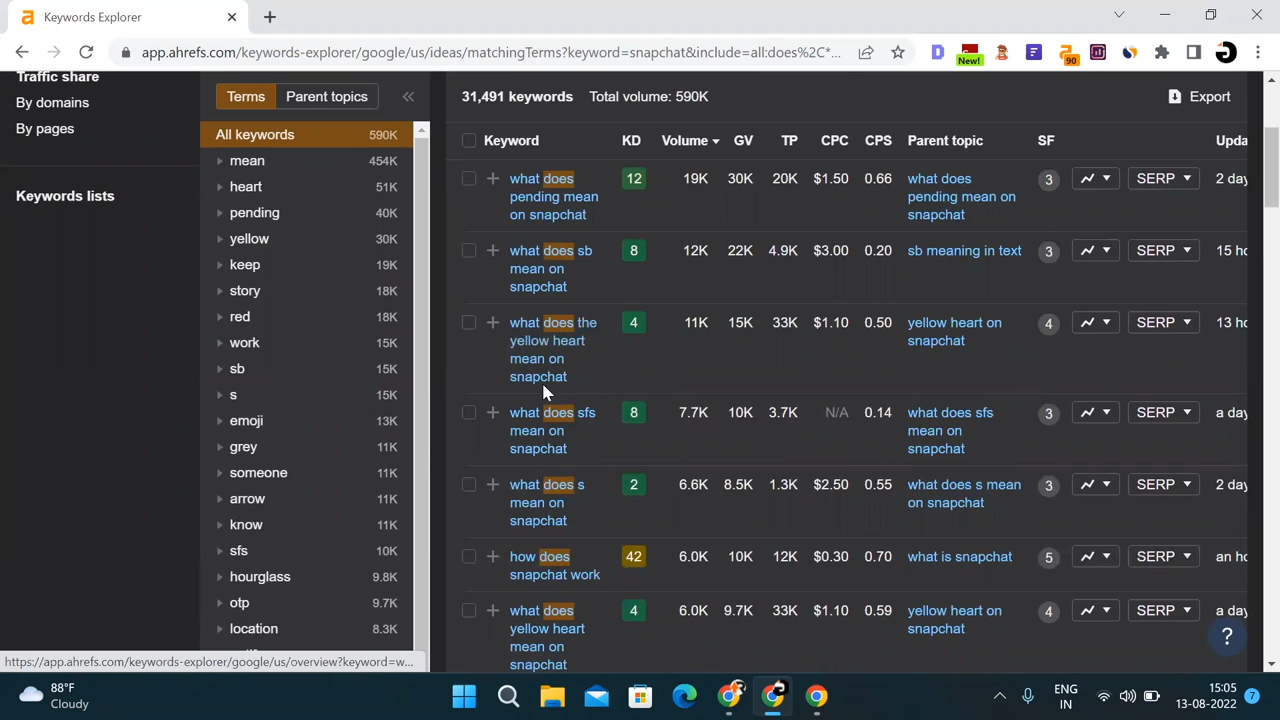 Keywords Explorer
app.ahrefs.com/keywords-explorer/google/us/ideas/matchingTerms?keyword=snapchat&include=all:does%2C*...
New!
90
Traffic share
By domains
By pages
Keywords lists
Terms
Parent topics
All keywords 590K
mean 454K
heart 51K
pending 40K
yellow 30K
keep 19K
story 18K
red 18K
work 15K
sb 15K
s 15K
emoji 13K
grey 11K
someone 11K
arrow 11K
know 11K
sfs 10K
hourglass 9.8K
otp 9.7K
location 8.3K
31,491 keywords Total volume: 590K
Export
Keyword KD Volume GV TP CPC CPS Parent topic SF Upda
what does 12 19K 30K 20K $1.50 0.66 what does 3 SERP 2 day
pending mean pending mean on
on snapchat snapchat
what does sb 8 12K 22K 4.9K $3.00 0.20 sb meaning in text 3 SERP 15 ho
mean on
snapchat
what does the 4 11K 15K 33K $1.10 0.50 yellow heart on 4 SERP 13 ho
yellow heart snapchat
mean on
snapchat
what does sfs 8 7.7K 10K 3.7K N/A 0.14 what does sfs 3 SERP a day
mean on mean on
snapchat snapchat
what does s 2 6.6K 8.5K 1.3K $2.50 0.55 what does s mean 3 SERP 2 day
mean on on snapchat
snapchat
how does 42 6.0K 10K 12K $0.30 0.70 what is snapchat 5 SERP an ho
snapchat work
what does 4 6.0K 9.7K 33K $1.10 0.59 yellow heart on 4 SERP a day
yellow heart snapchat
mean on
snapchat
?
https://app.ahrefs.com/keywords-explorer/google/us/overview?keyword=w...
88°F
Cloudy
ENG
IN
15:05
13-08-2022
7